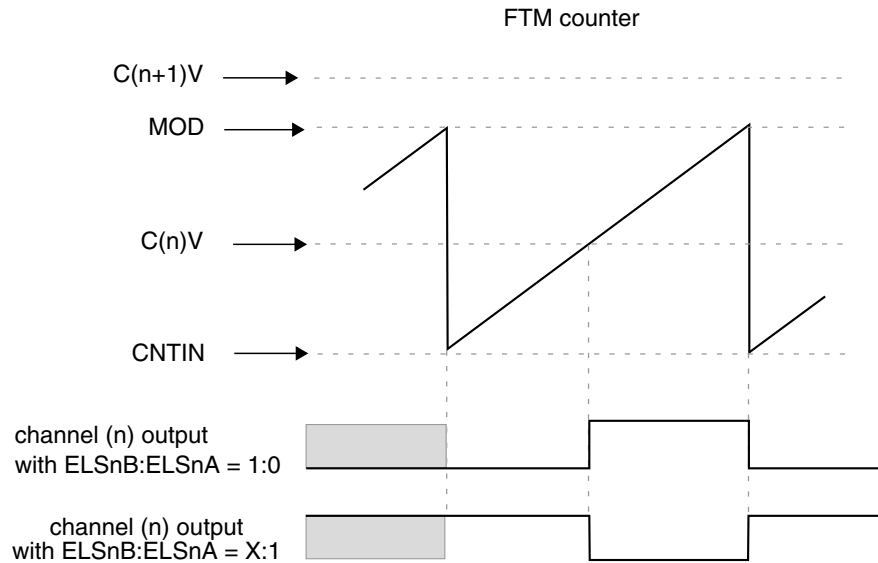 FTM counter
C(n+1)V
MOD
C(n)V
CNTIN
channel (n) output
with ELSnB:ELSnA = 1:0
channel (n) output
with ELSnB:ELSnA = X:1